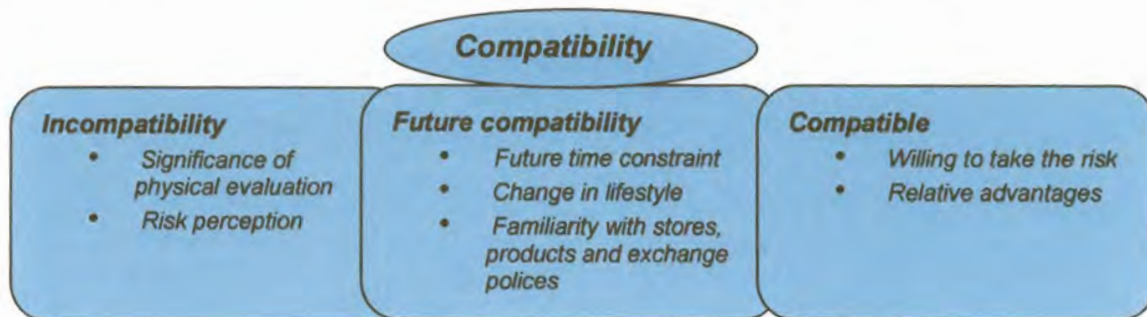 Compatibility
Incompatibility
• Significance of
physical evaluation
• Risk perception
Future compatibility
• Future time constraint
• Change in lifestyle
• Familiarity with stores,
products and exchange
polices
Compatible
• Willing to take the risk
• Relative advantages